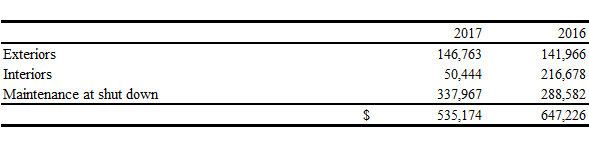 2017 2016
Exteriors 146,763 141,966
Interiors 50,444 216,678
Maintenance at shut down 337,967 288,582
$ 535,174 647,226